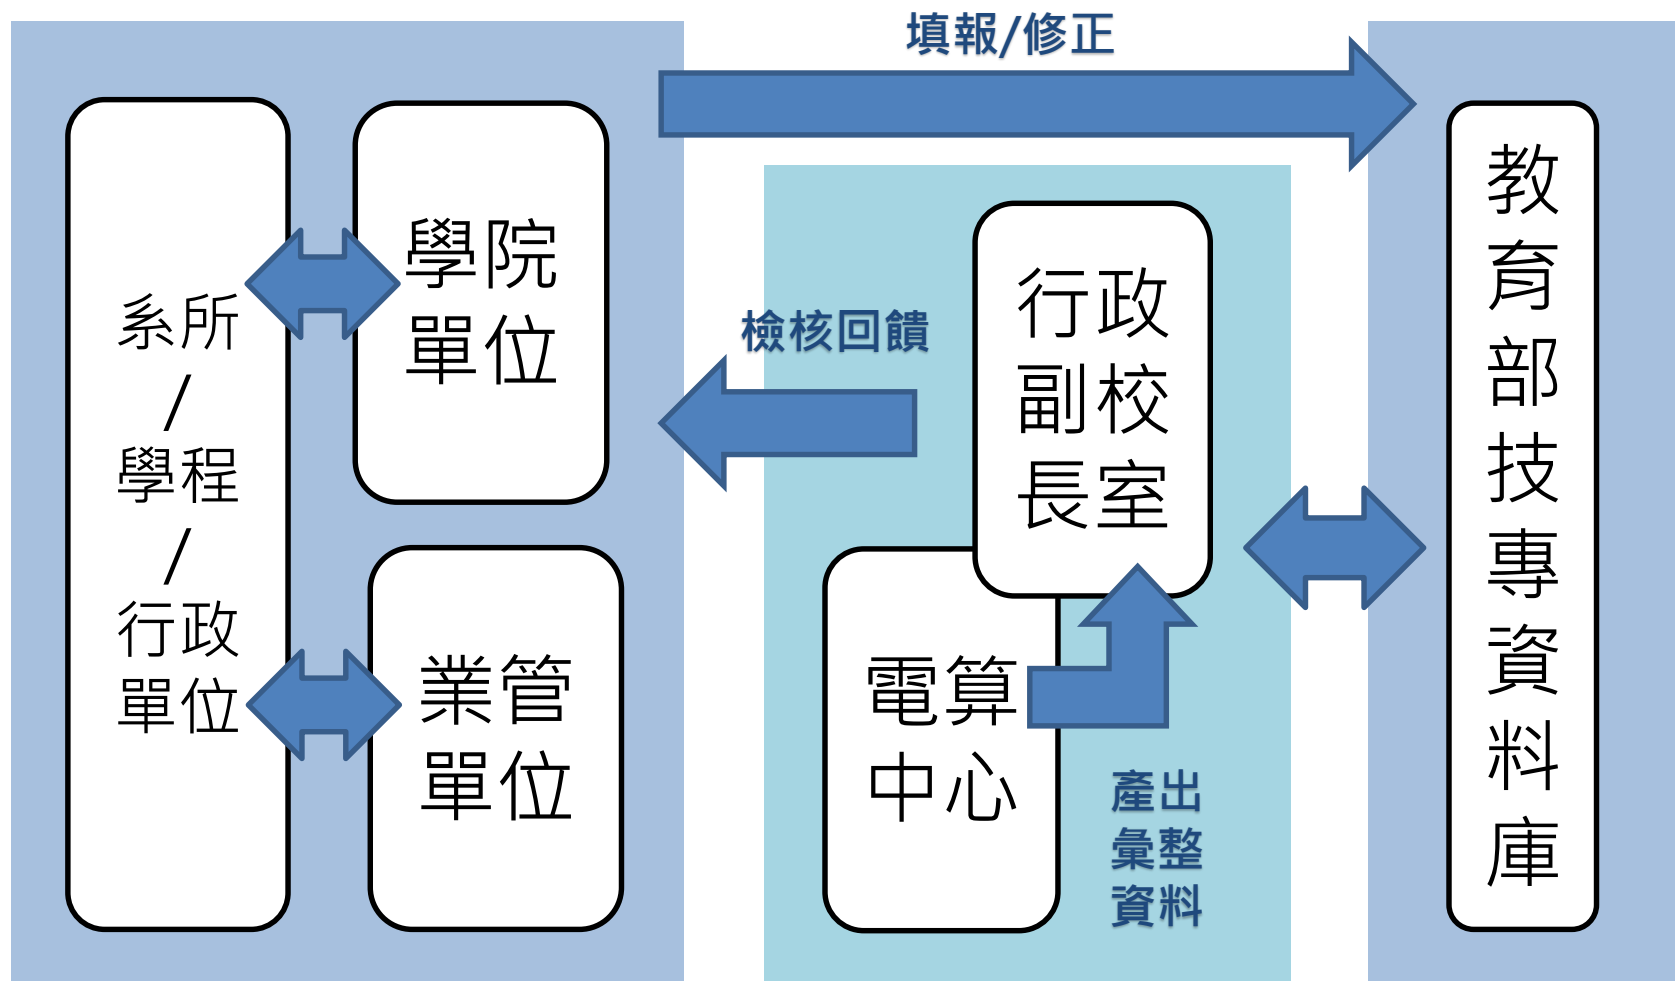 填報/修正
系所
/
學程
/
行政
單位
學院
單位
業管
單位
檢核回饋
行政
副校
長室
電算
中心
產出
彙整
資料
教
育
部
技
專
資
料
庫